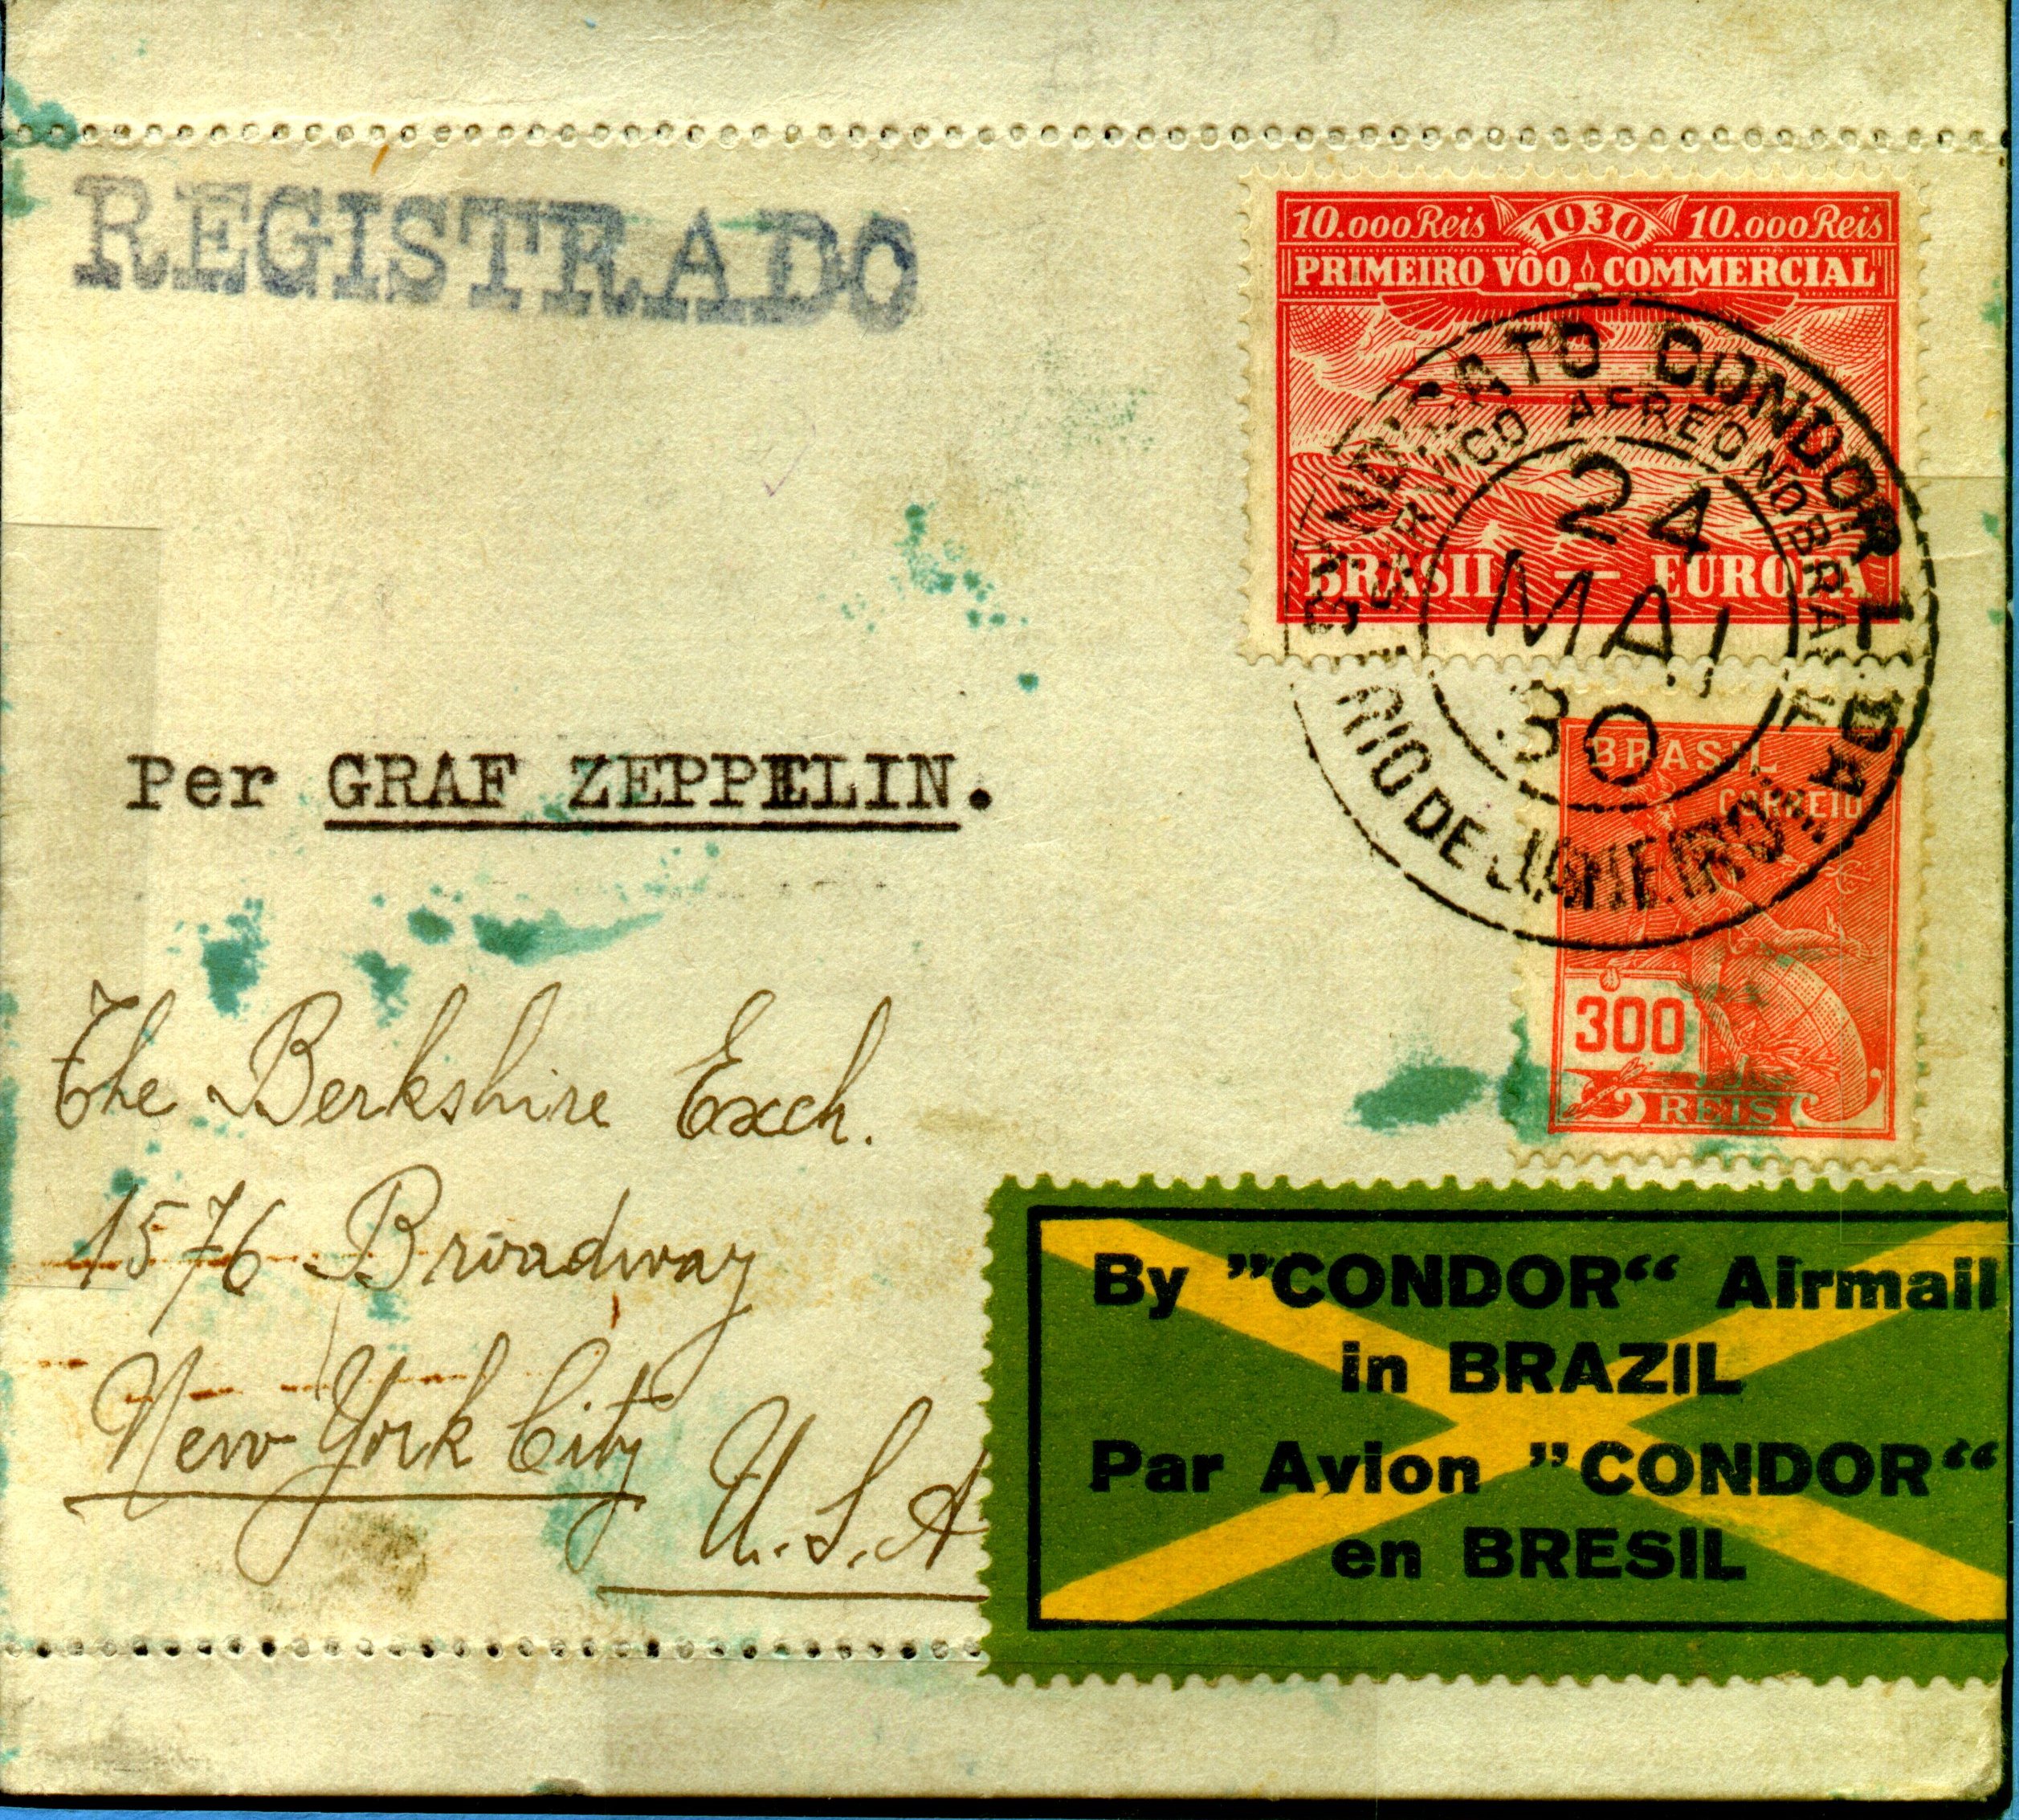 REGISTRADO
10.000 Reis 1930 10.000 Reis
PRIMEIRO VÔO COMMERCIAL
BRASIL — EUROPA
SYNDICATO CONDOR LTDA
SERVICO AEREO NO BRASIL
24
MAI
30
RIO DE JANEIRO
Per GRAF ZEPPELIN.
BRASIL
CORREIO
300
REIS
The Berkshire Exch.
1576 Broadway
New York City
U.S.A
By "CONDOR" Airmail
in BRAZIL
Par Avion "CONDOR"
en BRESIL